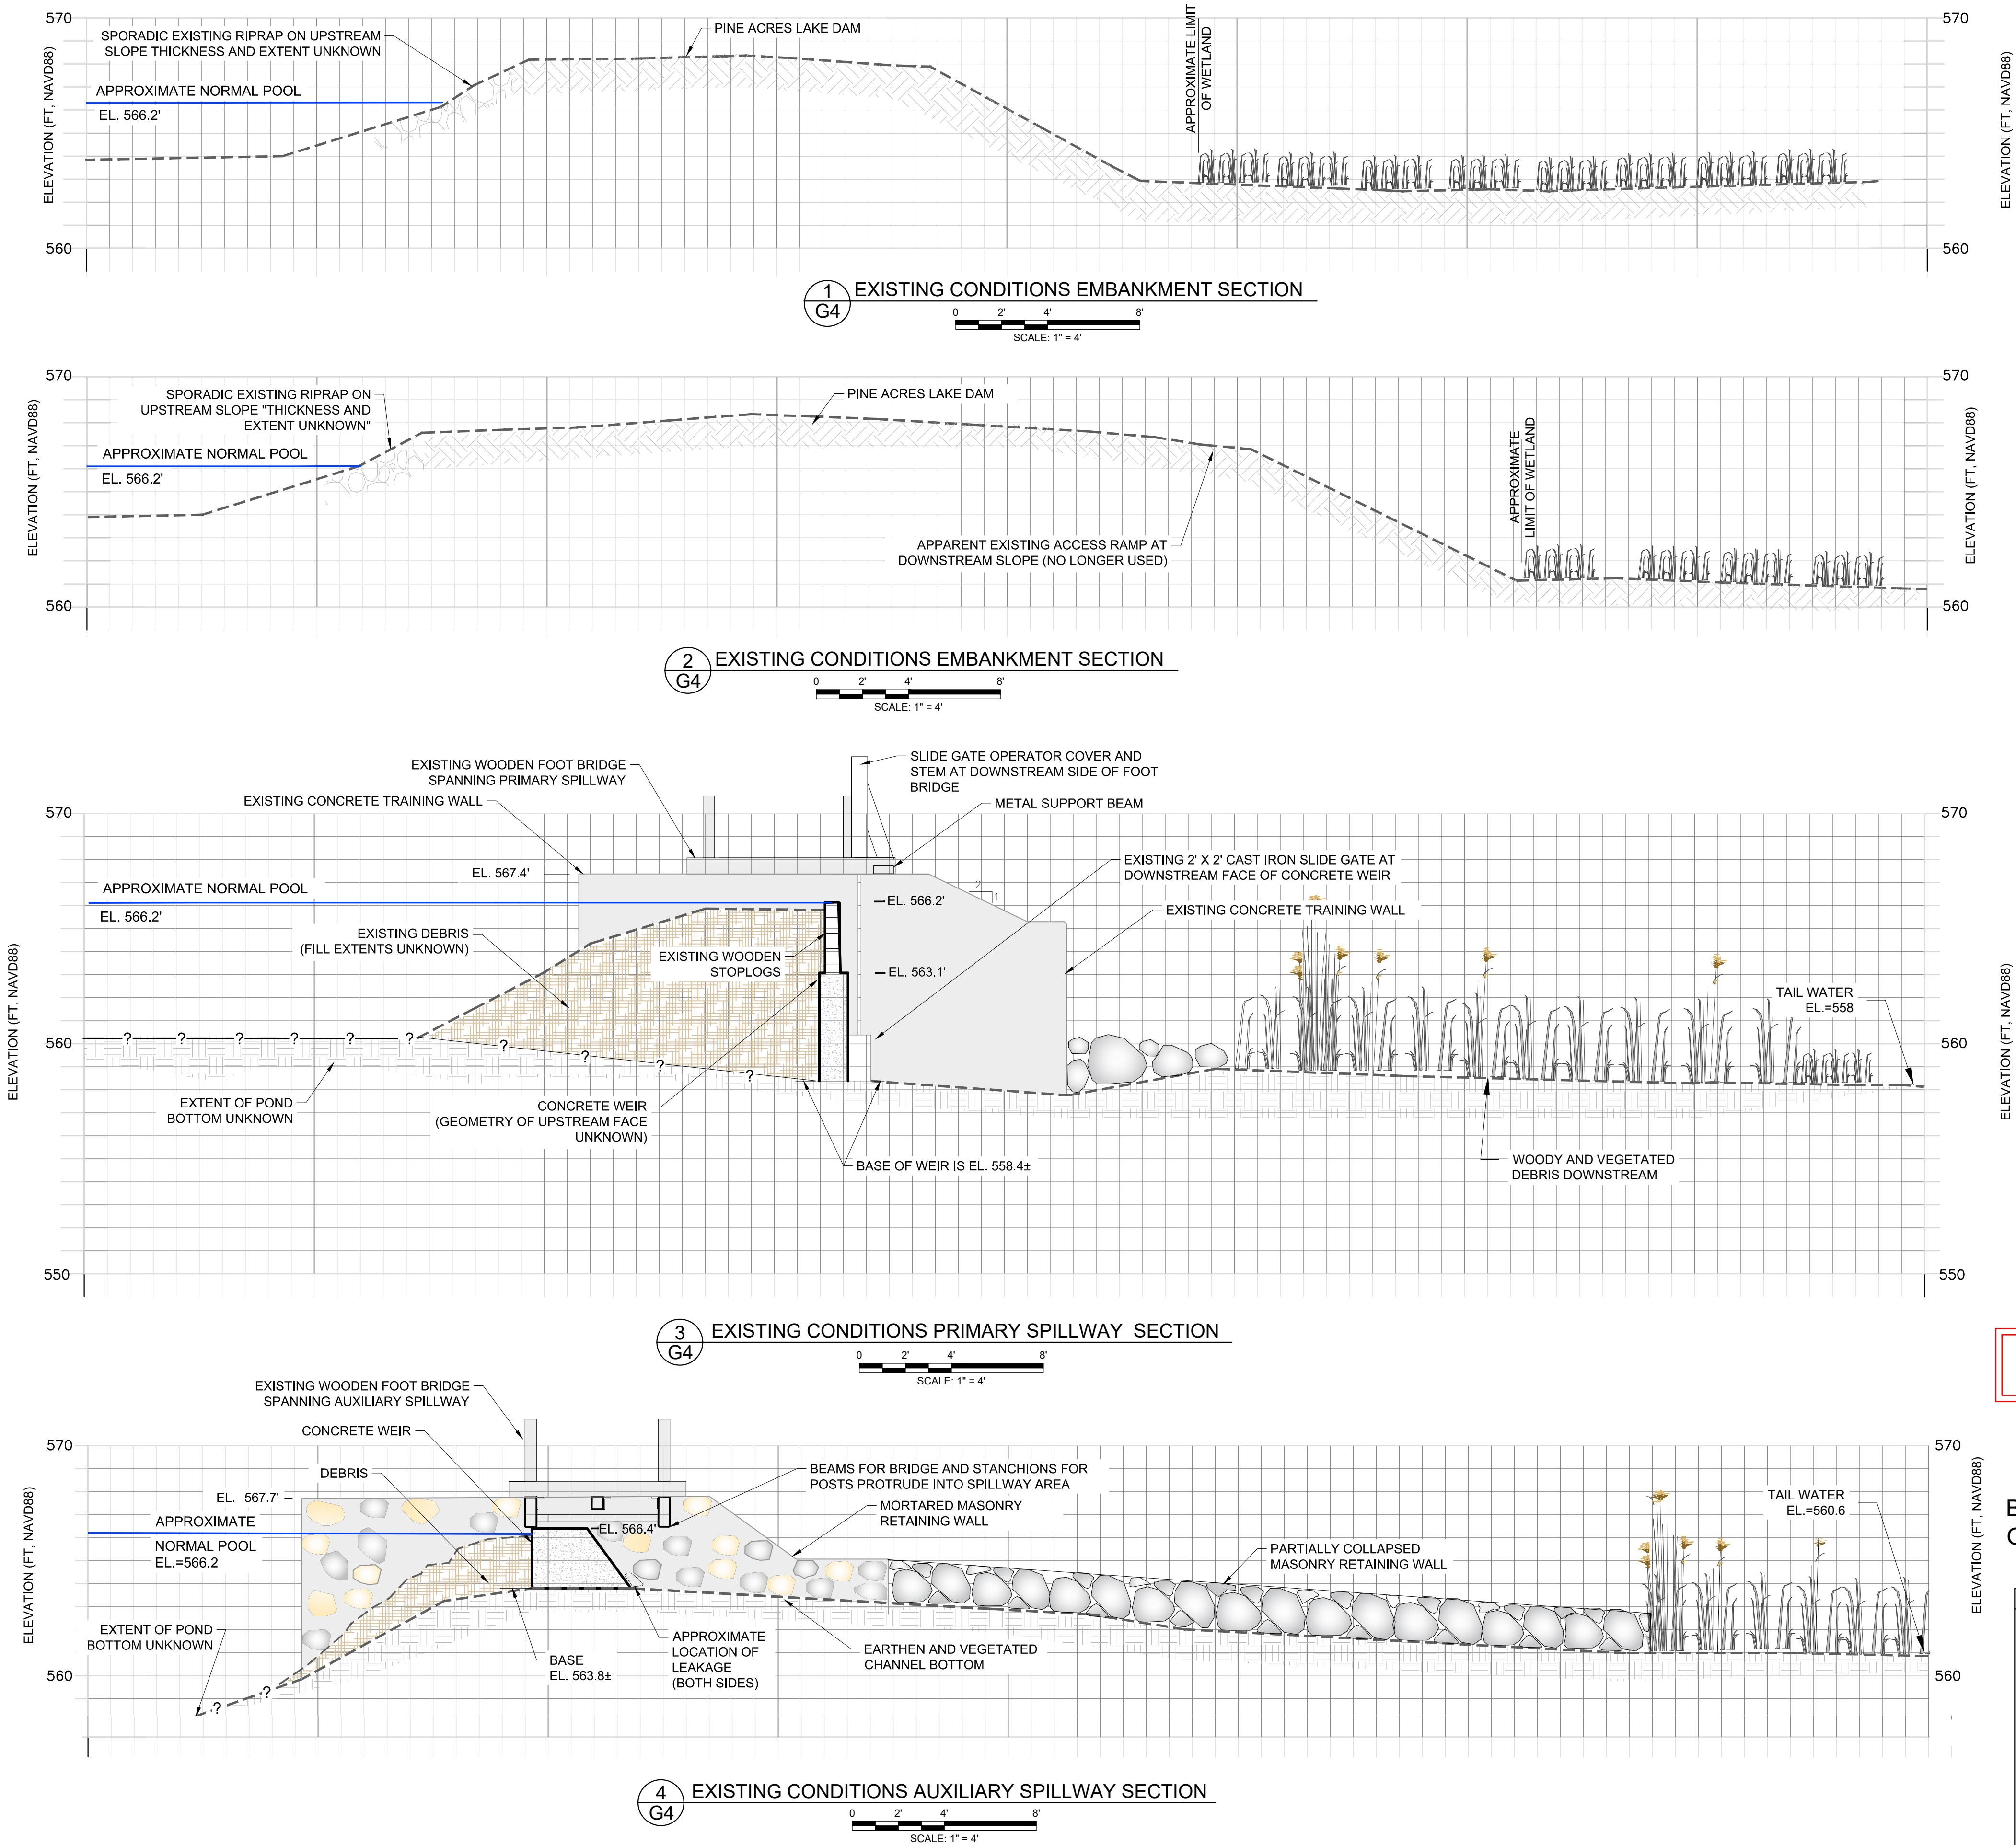 570
570
SPORADIC EXISTING RIPRAP ON UPSTREAM
SLOPE THICKNESS AND EXTENT UNKNOWN
PINE ACRES LAKE DAM
APPROXIMATE LIMIT
OF WETLAND
ELEVATION (FT, NAVD88)
ELEVATION (FT, NAVD88)
APPROXIMATE NORMAL POOL
EL. 566.2'
560
560
1
G4
EXISTING CONDITIONS EMBANKMENT SECTION
0 2' 4' 8'
SCALE: 1" = 4'
570
570
SPORADIC EXISTING RIPRAP ON
UPSTREAM SLOPE "THICKNESS AND
EXTENT UNKNOWN"
PINE ACRES LAKE DAM
APPROXIMATE
LIMIT OF WETLAND
ELEVATION (FT, NAVD88)
ELEVATION (FT, NAVD88)
APPROXIMATE NORMAL POOL
EL. 566.2'
APPARENT EXISTING ACCESS RAMP AT
DOWNSTREAM SLOPE (NO LONGER USED)
560
560
2
G4
EXISTING CONDITIONS EMBANKMENT SECTION
0 2' 4' 8'
SCALE: 1" = 4'
EXISTING WOODEN FOOT BRIDGE
SPANNING PRIMARY SPILLWAY
SLIDE GATE OPERATOR COVER AND
STEM AT DOWNSTREAM SIDE OF FOOT
BRIDGE
EXISTING CONCRETE TRAINING WALL
METAL SUPPORT BEAM
570
570
EL. 567.4'
EXISTING 2' X 2' CAST IRON SLIDE GATE AT
DOWNSTREAM FACE OF CONCRETE WEIR
APPROXIMATE NORMAL POOL
EL. 566.2'
EL. 566.2'
2
1
EXISTING CONCRETE TRAINING WALL
EXISTING DEBRIS
(FILL EXTENTS UNKNOWN)
EXISTING WOODEN
STOPLOGS
EL. 563.1'
TAIL WATER
EL.=558
ELEVATION (FT, NAVD88)
ELEVATION (FT, NAVD88)
560
560
? ? ? ? ? ?
? ? ? ?
EXTENT OF POND
BOTTOM UNKNOWN
CONCRETE WEIR
(GEOMETRY OF UPSTREAM FACE
UNKNOWN)
BASE OF WEIR IS EL. 558.4±
WOODY AND VEGETATED
DEBRIS DOWNSTREAM
550
550
3
G4
EXISTING CONDITIONS PRIMARY SPILLWAY SECTION
0 2' 4' 8'
SCALE: 1" = 4'
EXISTING WOODEN FOOT BRIDGE
SPANNING AUXILIARY SPILLWAY
CONCRETE WEIR
570
570
DEBRIS
BEAMS FOR BRIDGE AND STANCHIONS FOR
POSTS PROTRUDE INTO SPILLWAY AREA
EL. 567.7'
MORTARED MASONRY
RETAINING WALL
TAIL WATER
EL.=560.6
APPROXIMATE
NORMAL POOL
EL.=566.2
EL. 566.4'
PARTIALLY COLLAPSED
MASONRY RETAINING WALL
ELEVATION (FT, NAVD88)
ELEVATION (FT, NAVD88)
EXTENT OF POND
BOTTOM UNKNOWN
BASE
EL. 563.8±
APPROXIMATE
LOCATION OF
LEAKAGE
(BOTH SIDES)
EARTHEN AND VEGETATED
CHANNEL BOTTOM
560
560
? ?
4
G4
EXISTING CONDITIONS AUXILIARY SPILLWAY SECTION
0 2' 4' 8'
SCALE: 1" = 4'